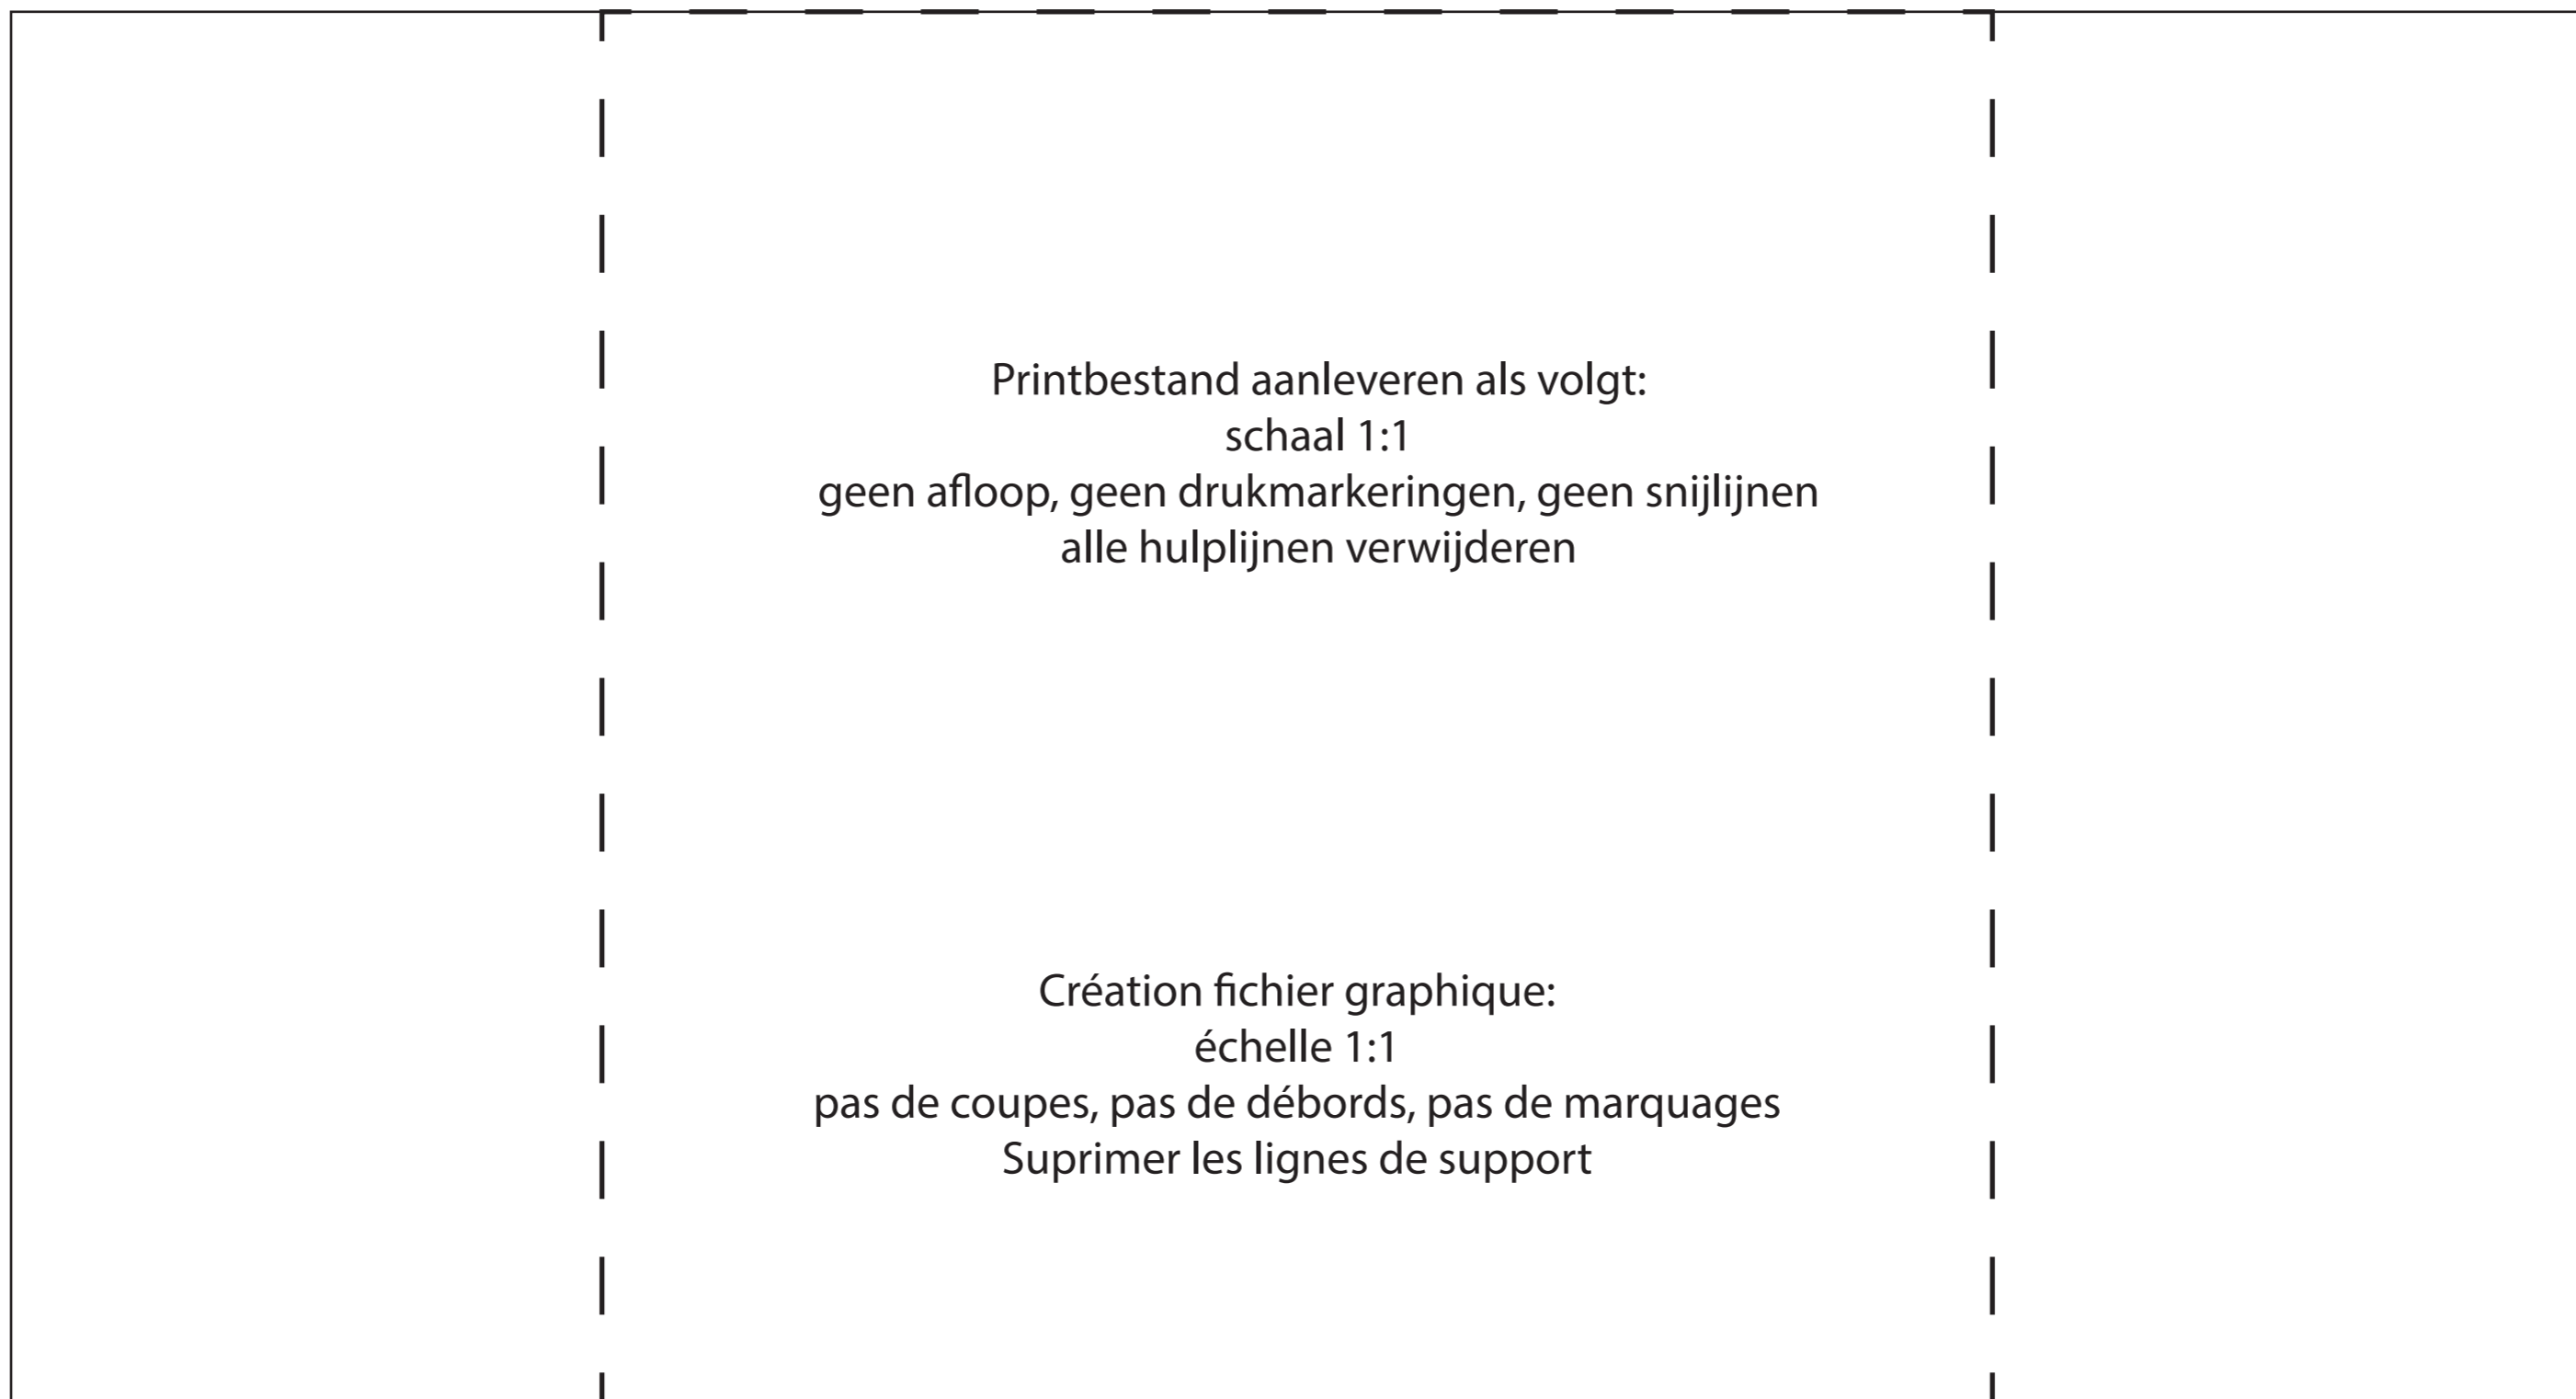 Printbestand aanleveren als volgt:
schaal 1:1
geen afloop, geen drukmarkeringen, geen snijlijnen
alle hulplijnen verwijderen
Création fichier graphique:
échelle 1:1
pas de coupes, pas de débords, pas de marquages
Suprimer les lignes de support